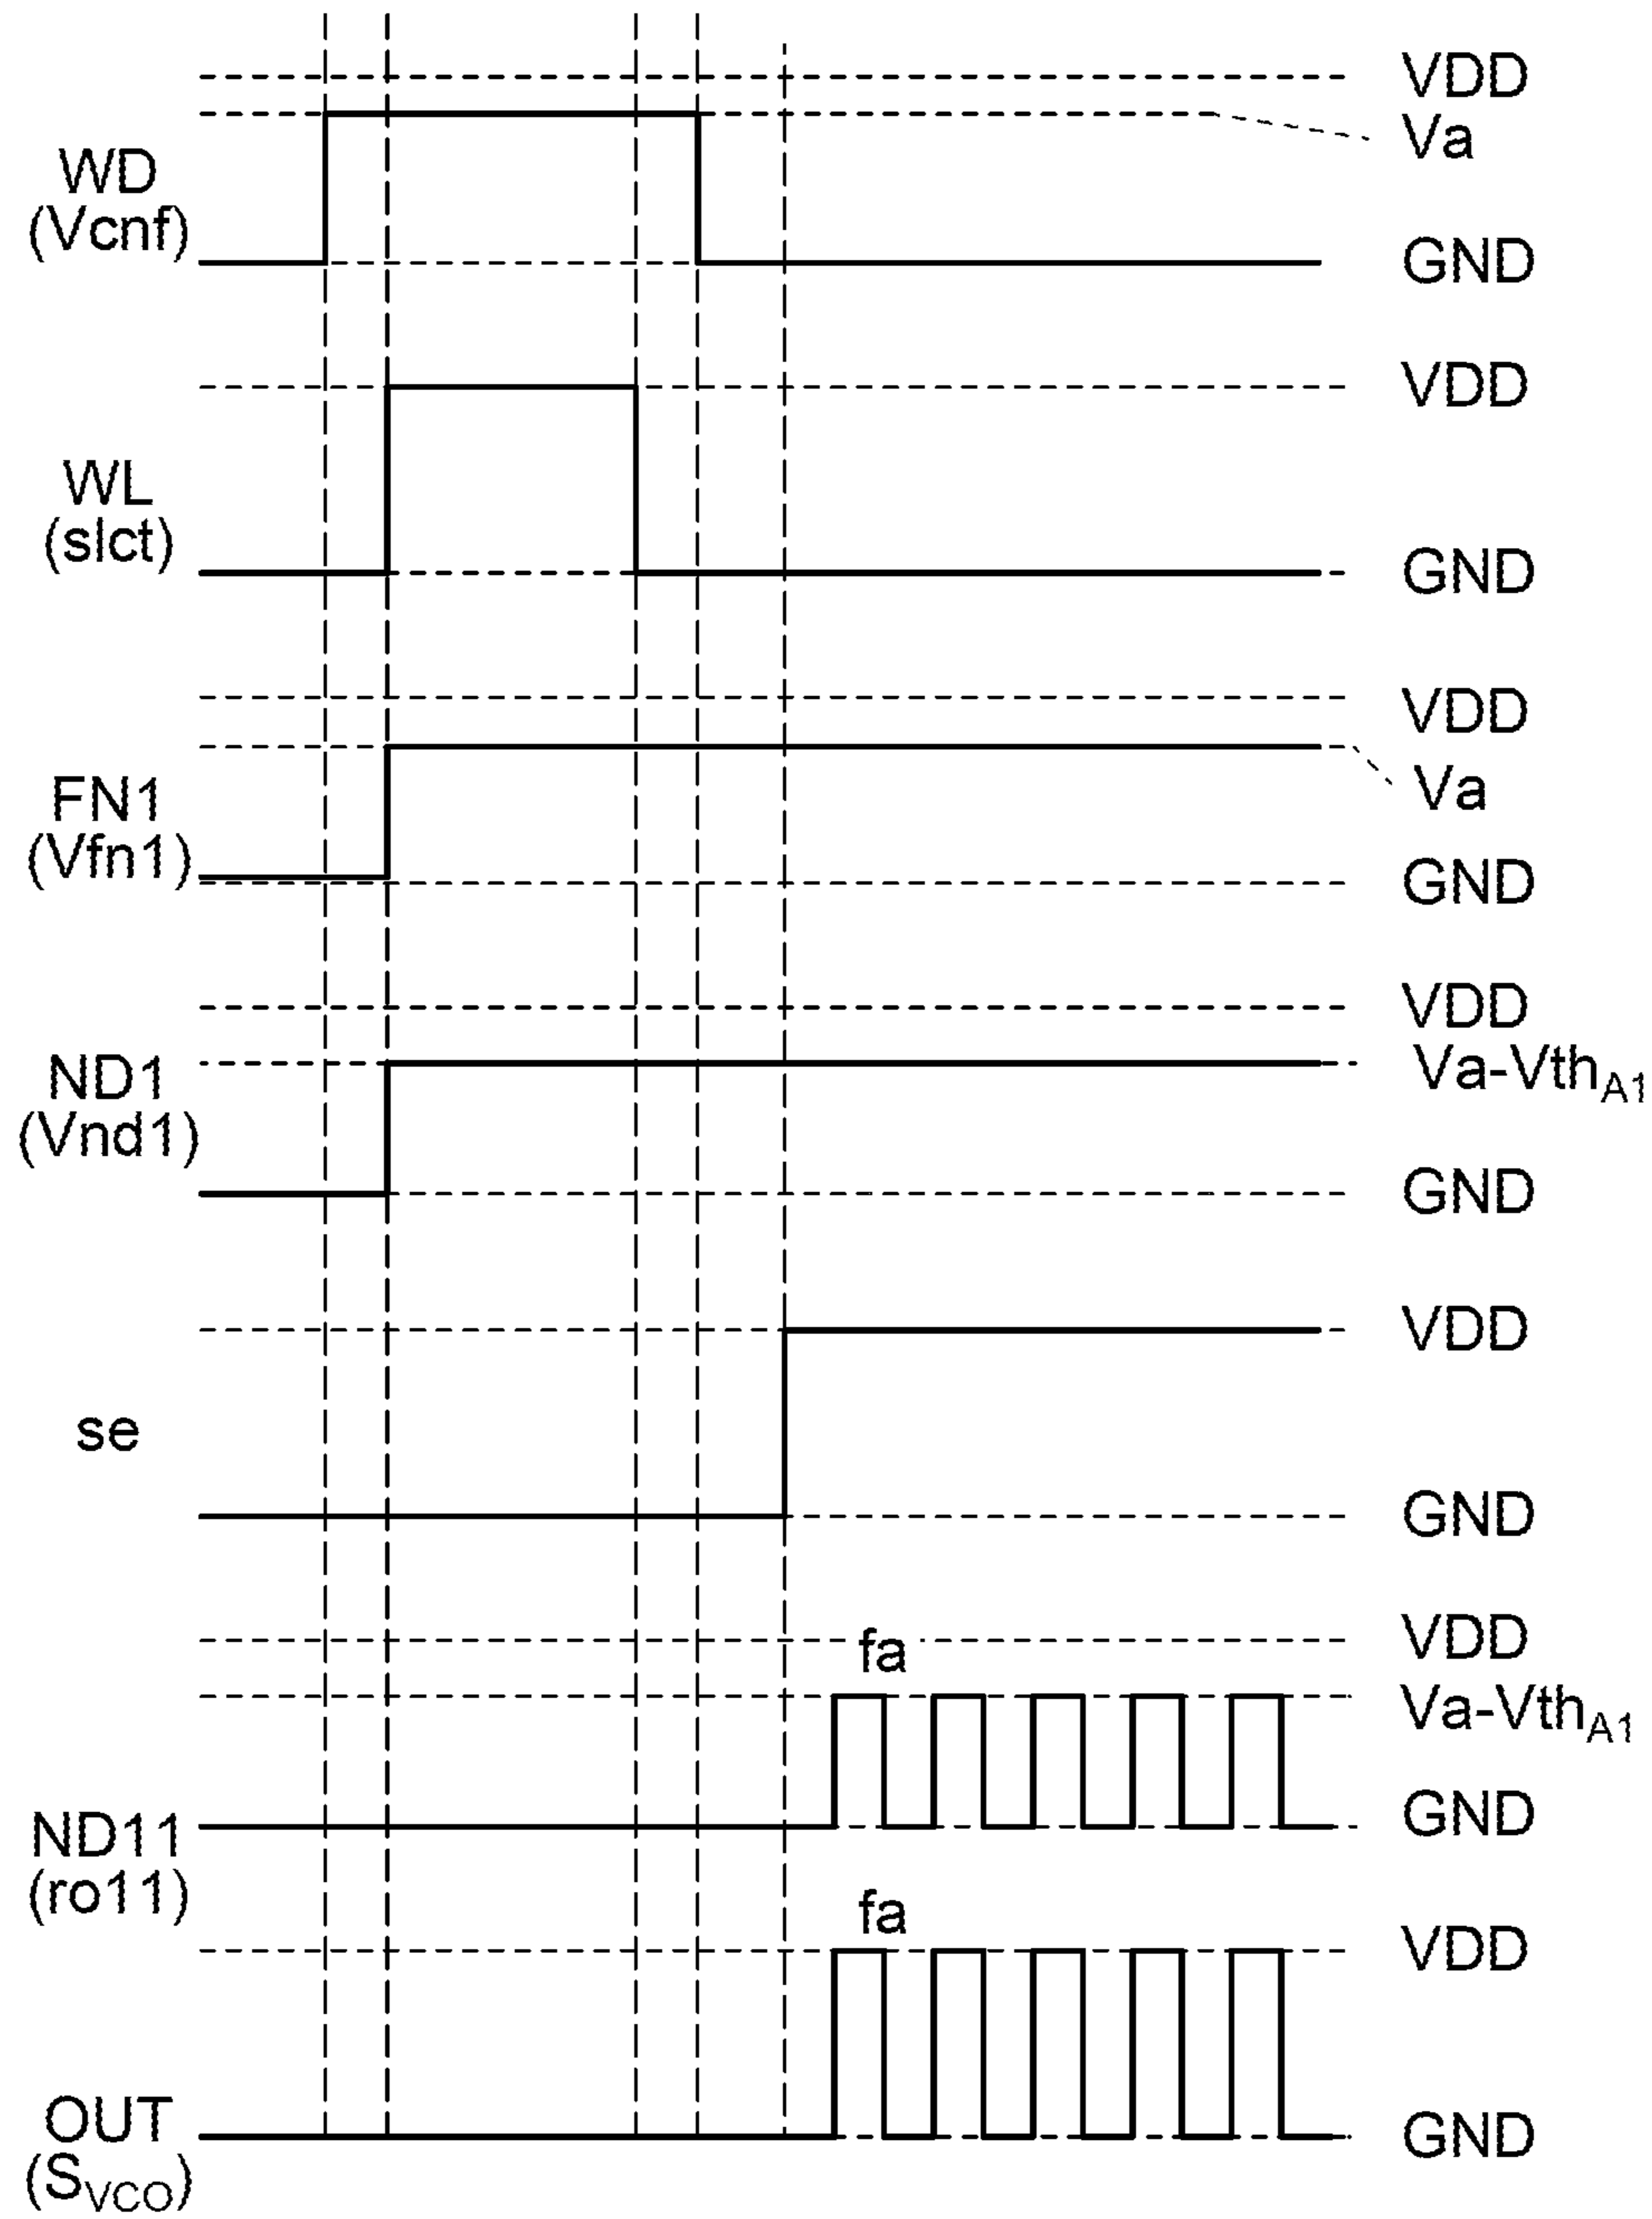 VDD
Va
WD
(Vcnf)
GND
VDD
WL
(slct)
GND
VDD
Va
FN1
(Vfn1)
GND
VDD
Va-VthA1
ND1
(Vnd1)
GND
VDD
se
GND
VDD
fa
Va-VthA1
GND
ND11
(ro11)
fa
VDD
OUT
(SVCO)
GND